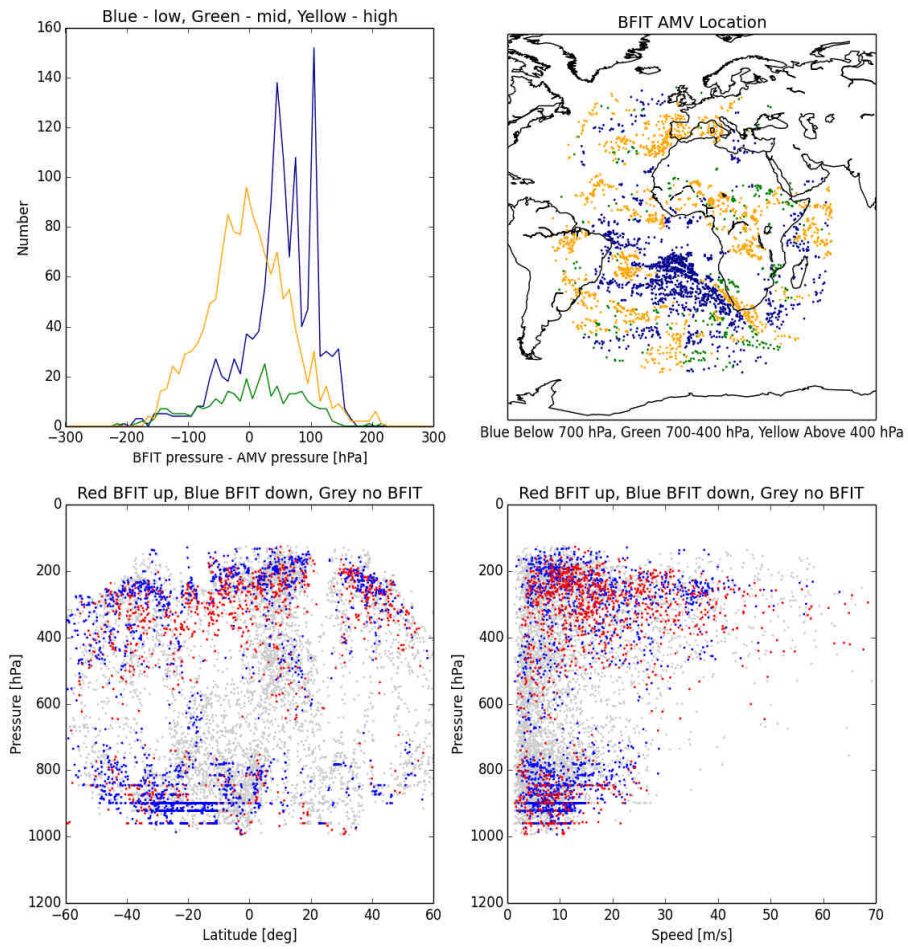 Blue - low, Green - mid, Yellow - high
160
140
120
100
80
60
40
20
0
Number
−300 −200 −100 0 100 200 300
BFIT pressure - AMV pressure [hPa]
BFIT AMV Location
Blue Below 700 hPa, Green 700-400 hPa, Yellow Above 400 hPa
Red BFIT up, Blue BFIT down, Grey no BFIT
0
200
400
600
800
1000
1200
Pressure [hPa]
−60 −40 −20 0 20 40 60
Latitude [deg]
Red BFIT up, Blue BFIT down, Grey no BFIT
0
200
400
600
800
1000
1200
Pressure [hPa]
0 10 20 30 40 50 60 70
Speed [m/s]